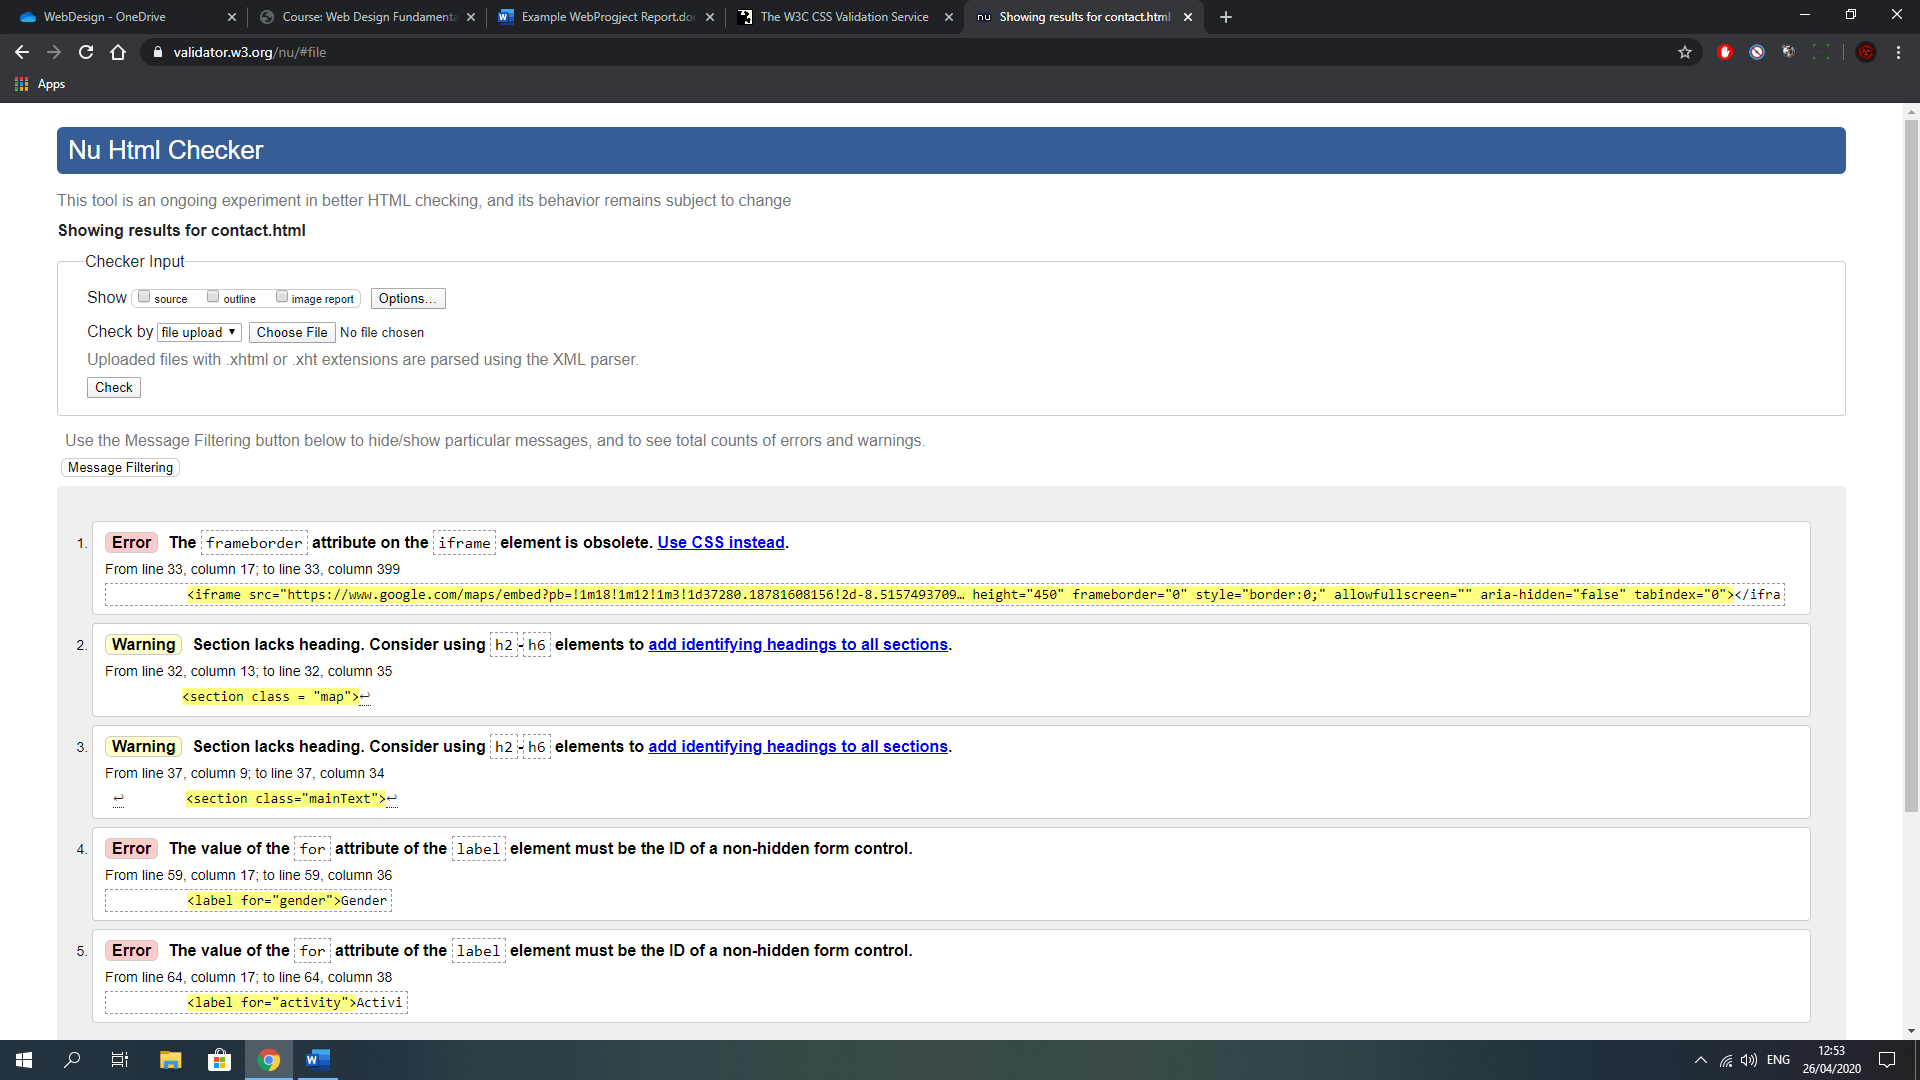 WebDesign - OneDrive
Course: Web Design Fundamenta
Example WebProgject Report.doc
The W3C CSS Validation Service
nu Showing results for contact.html
validator.w3.org/nu/#file
Apps
Nu Html Checker
This tool is an ongoing experiment in better HTML checking, and its behavior remains subject to change
Showing results for contact.html
Checker Input
Show source outline image report Options...
Check by file upload Choose File No file chosen
Uploaded files with .xhtml or .xht extensions are parsed using the XML parser.
Check
Use the Message Filtering button below to hide/show particular messages, and to see total counts of errors and warnings.
Message Filtering
1. Error The frameborder attribute on the iframe element is obsolete. Use CSS instead.
From line 33, column 17; to line 33, column 399
<iframe src="https://www.google.com/maps/embed?pb=!1m18!1m12!1m3!1d37280.18781608156!2d-8.5157493709… height="450" frameborder="0" style="border:0;" allowfullscreen="" aria-hidden="false" tabindex="0"></ifra
2. Warning Section lacks heading. Consider using h2-h6 elements to add identifying headings to all sections.
From line 32, column 13; to line 32, column 35
<section class = "map">↩
3. Warning Section lacks heading. Consider using h2-h6 elements to add identifying headings to all sections.
From line 37, column 9; to line 37, column 34
↩ <section class="mainText">↩
4. Error The value of the for attribute of the label element must be the ID of a non-hidden form control.
From line 59, column 17; to line 59, column 36
<label for="gender">Gender
5. Error The value of the for attribute of the label element must be the ID of a non-hidden form control.
From line 64, column 17; to line 64, column 38
<label for="activity">Activi
ENG
12:53
26/04/2020